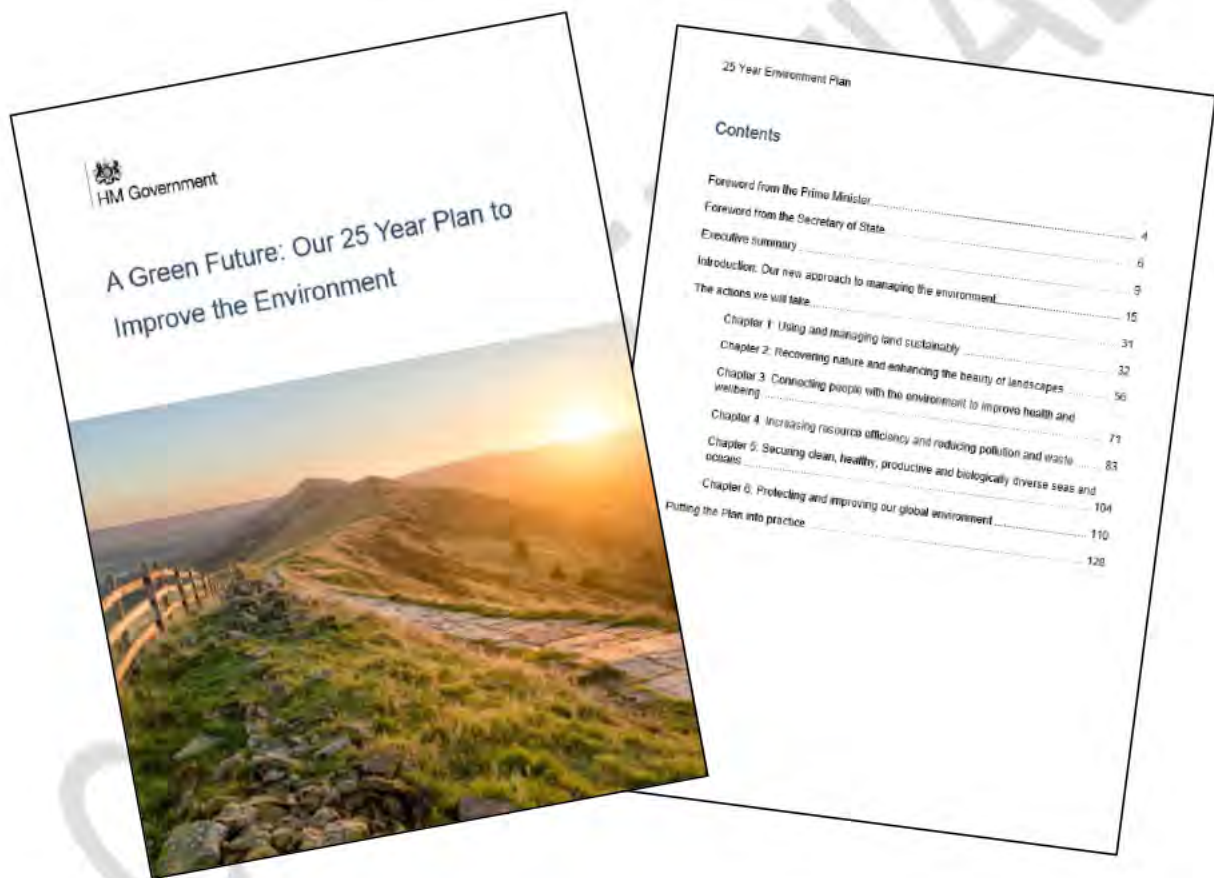 HM Government
A Green Future: Our 25 Year Plan to
Improve the Environment
25 Year Environment Plan
Contents
Foreword from the Prime Minister 4
Foreword from the Secretary of State 6
Executive summary 9
Introduction: Our new approach to managing the environment 15
The actions we will take 31
Chapter 1: Using and managing land sustainably 32
Chapter 2: Recovering nature and enhancing the beauty of landscapes 56
Chapter 3: Connecting people with the environment to improve health and
wellbeing 71
Chapter 4: Increasing resource efficiency and reducing pollution and waste 83
Chapter 5: Securing clean, healthy, productive and biologically diverse seas and
oceans 104
Chapter 6: Protecting and improving our global environment 110
Putting the Plan into practice